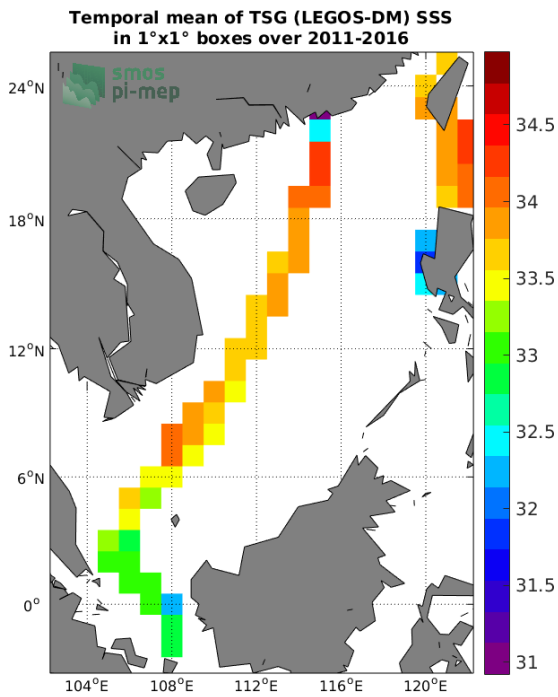 Temporal mean of TSG (LEGOS-DM) SSS
in 1°x1° boxes over 2011-2016
smos
pi-mep
24°N
18°N
12°N
6°N
0°
104°E
108°E
112°E
116°E
120°E
34.5
34
33.5
33
32.5
32
31.5
31